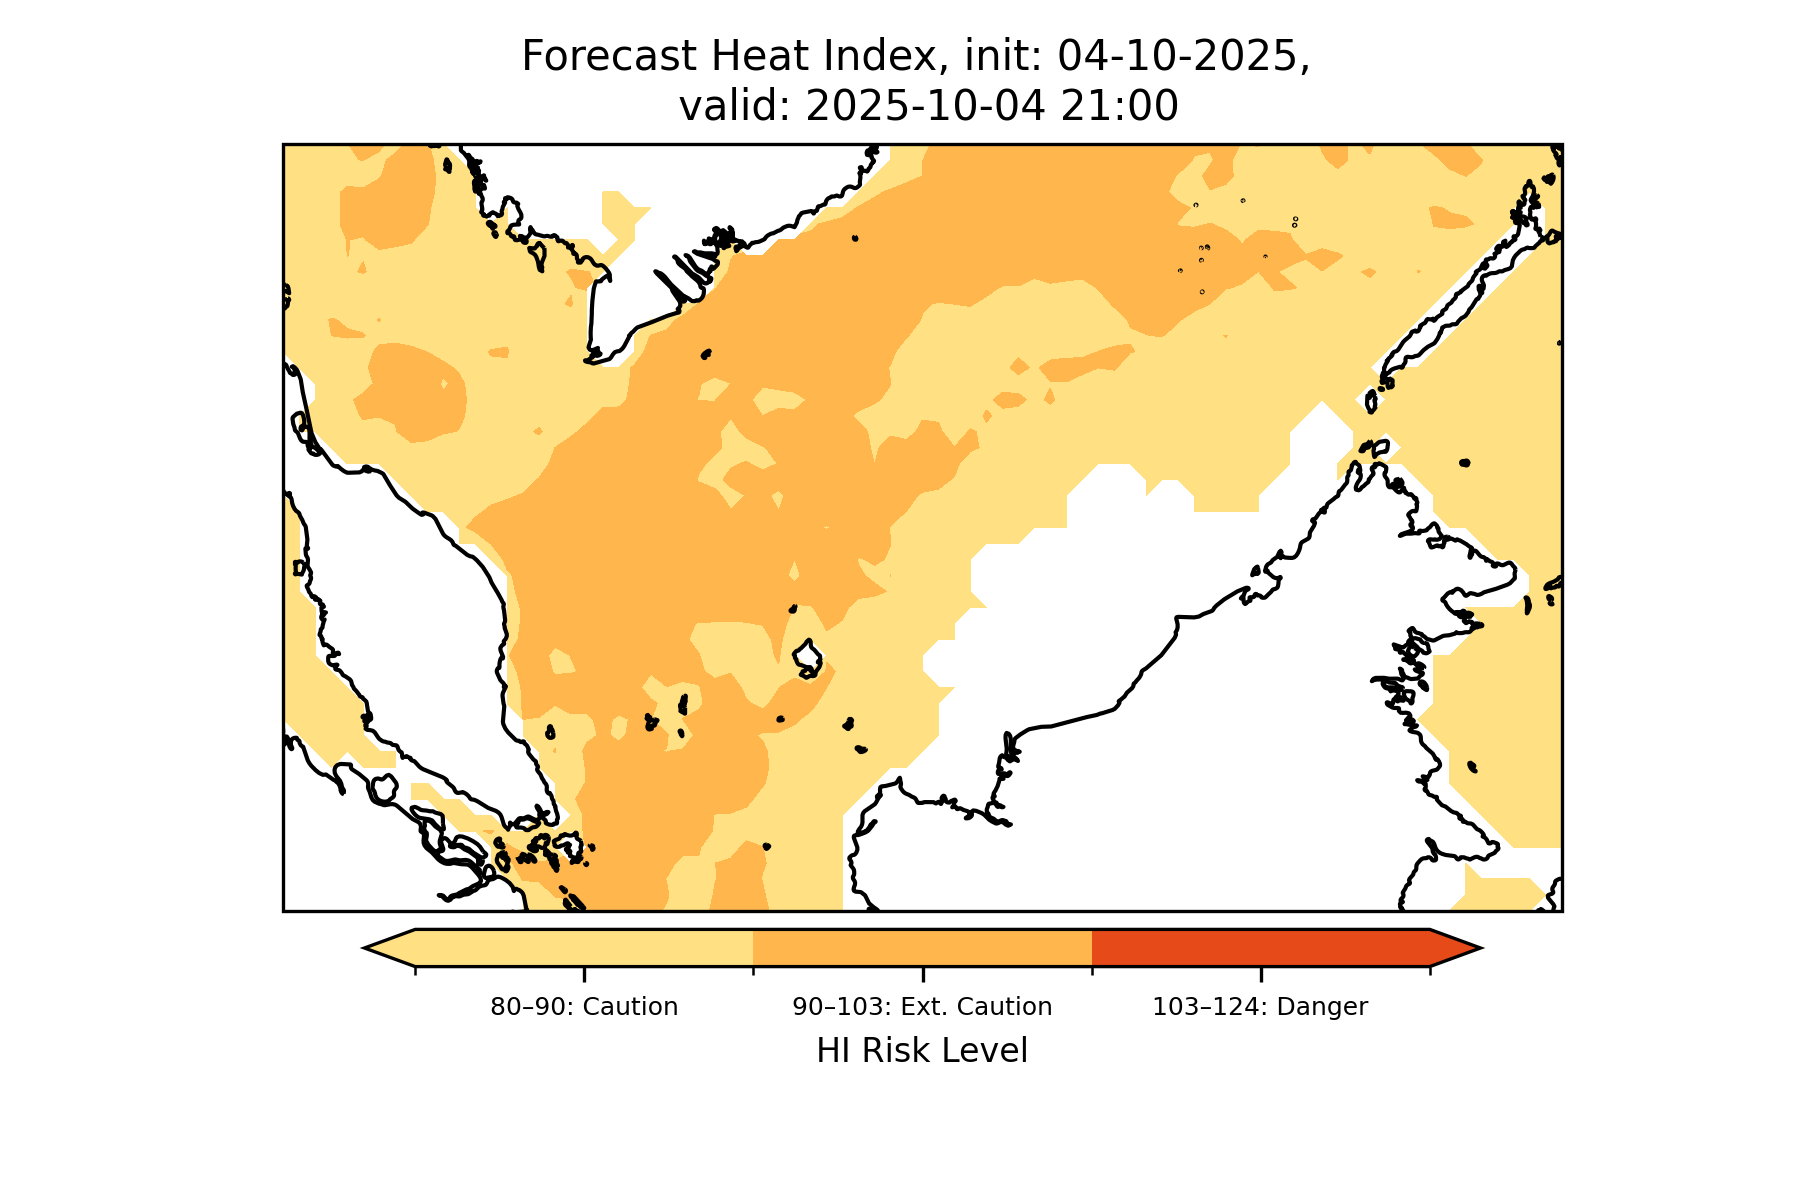 Forecast Heat Index, init: 04-10-2025,
valid: 2025-10-04 21:00
80–90: Caution
90–103: Ext. Caution
103–124: Danger
HI Risk Level